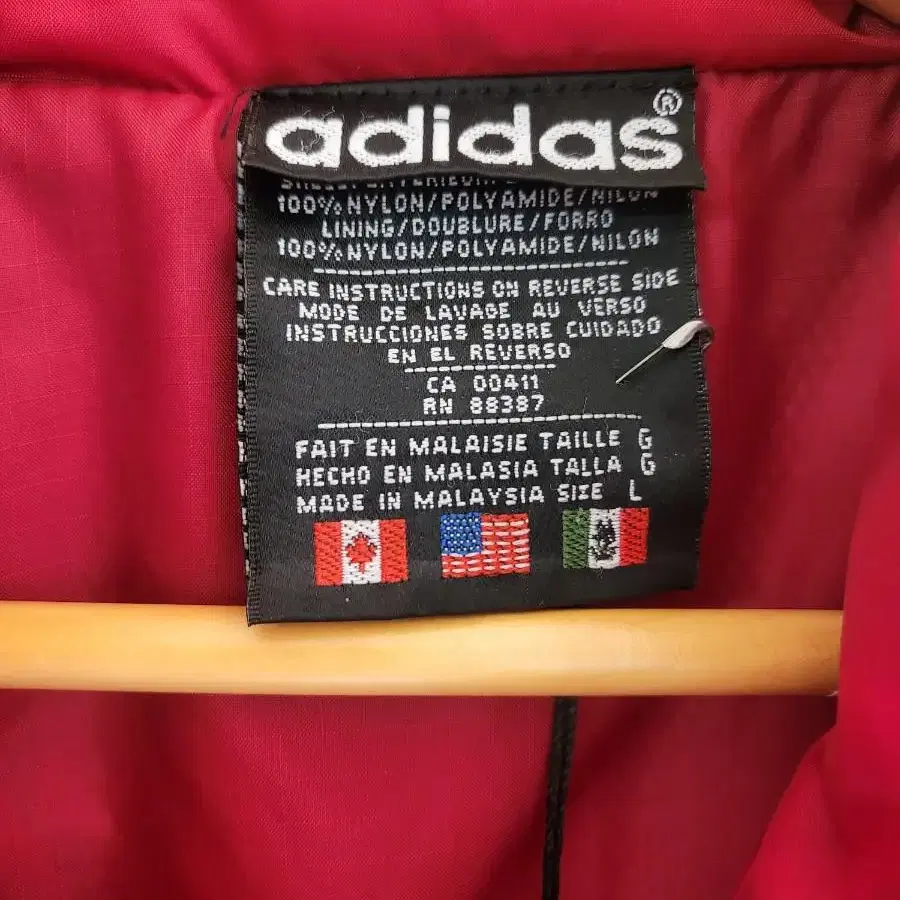 adidas®
100% NYLON/POLYAMIDE/NILON
LINING/DOUBLURE/FORRO
100% NYLON/POLYAMIDE/NILON
CARE INSTRUCTIONS ON REVERSE SIDE
MODE DE LAVAGE AU VERSO
INSTRUCCIONES SOBRE CUIDADO
EN EL REVERSO
CA 00411
RN 88387
FAIT EN MALAISIE TAILLE G
HECHO EN MALASIA TALLA G
MADE IN MALAYSIA SIZE L